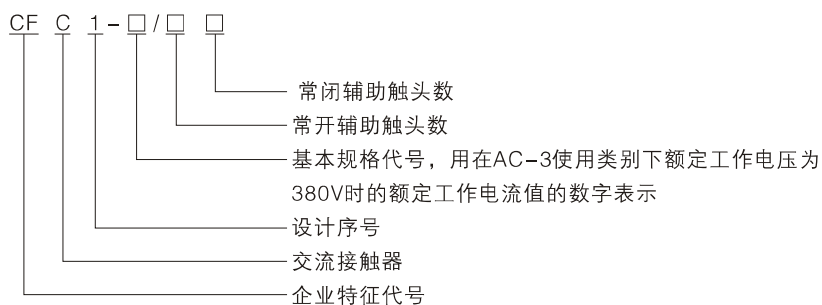 CF C 1-□/□ □
常闭辅助触头数
常开辅助触头数
基本规格代号，用在AC-3使用类别下额定工作电压为
380V时的额定工作电流值的数字表示
设计序号
交流接触器
企业特征代号